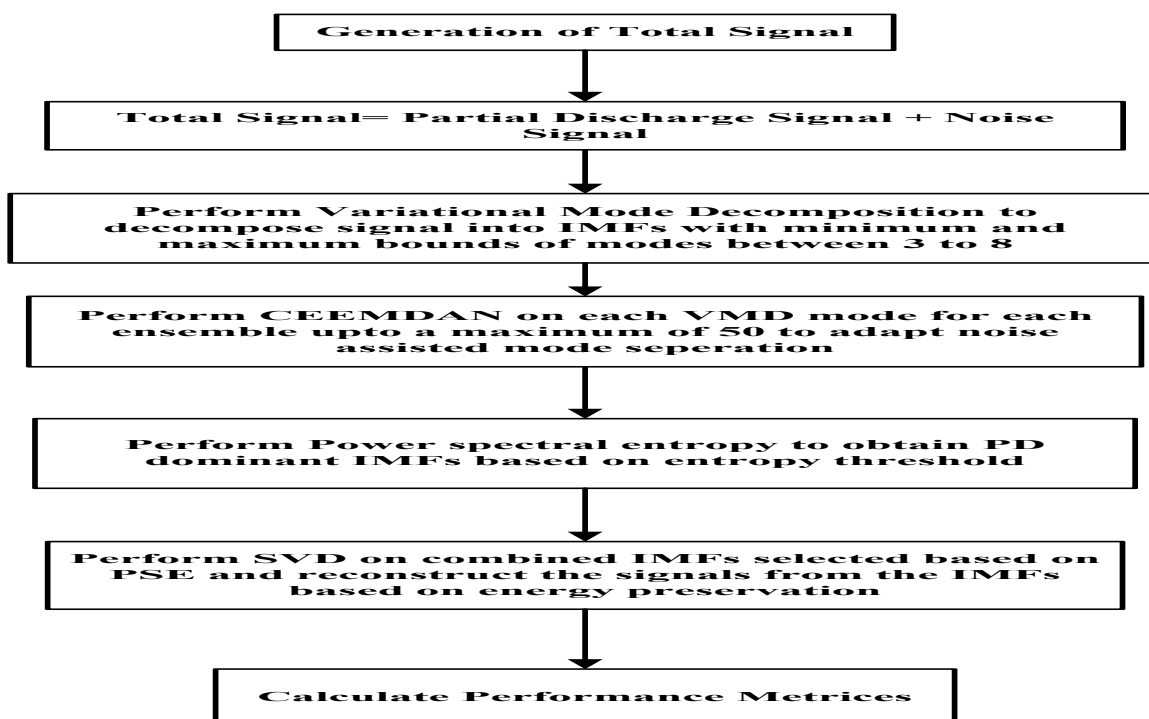 Generation of Total Signal
Total Signal= Partial Discharge Signal + Noise
Signal
Perform Variational Mode Decomposition to
decompose signal into IMFs with minimum and
maximum bounds of modes between 3 to 8
Perform CEEMDAN on each VMD mode for each
ensemble upto a maximum of 50 to adapt noise
assisted mode seperation
Perform Power spectral entropy to obtain PD
dominant IMFs based on entropy threshold
Perform SVD on combined IMFs selected based on
PSE and reconstruct the signals from the IMFs
based on energy preservation
Calculate Performance Metrices